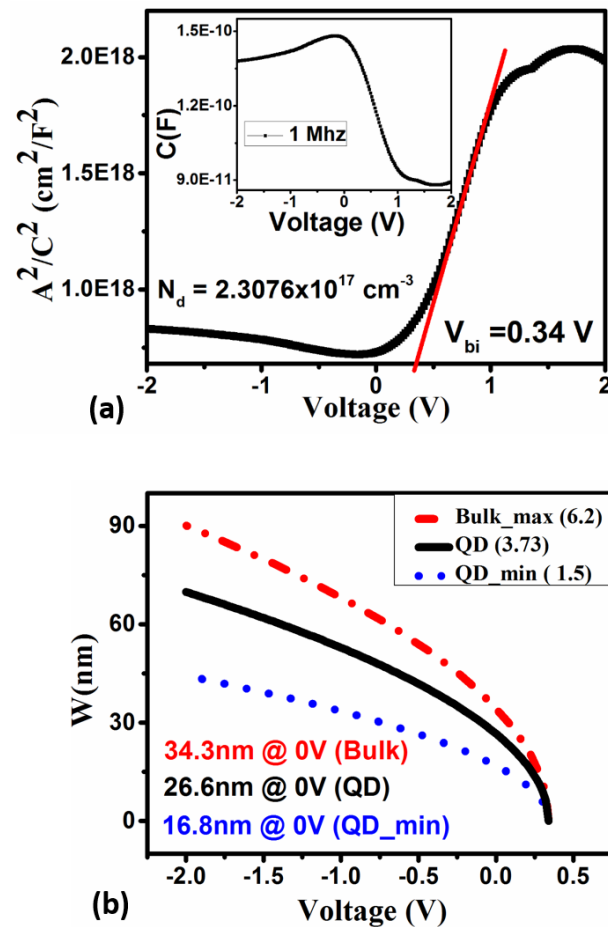 1.5E-10
1.2E-10
9.0E-11
C(F)
1 Mhz
-2 -1 0 1 2
Voltage (V)
2.0E18
1.5E18
1.0E18
A²/C² (cm²/F²)
N_d = 2.3076x10¹⁷ cm⁻³
V_bi =0.34 V
-2 -1 0 1 2
Voltage (V)
(a)
90
60
30
0
W(nm)
Bulk_max (6.2)
QD (3.73)
QD_min ( 1.5)
34.3nm @ 0V (Bulk)
26.6nm @ 0V (QD)
16.8nm @ 0V (QD_min)
-2.0 -1.5 -1.0 -0.5 0.0 0.5
Voltage (V)
(b)